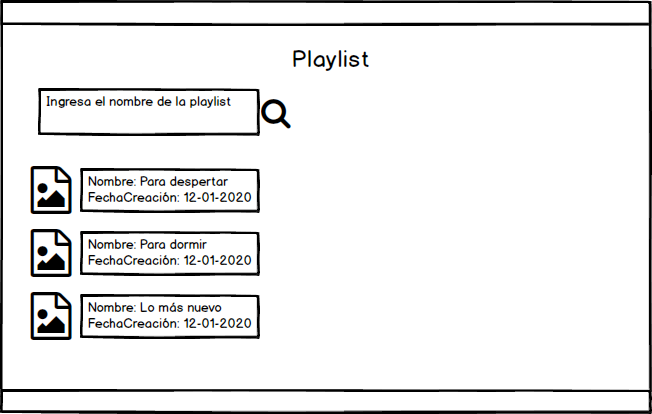 Playlist
Ingresa el nombre de la playlist
Nombre: Para despertar
FechaCreación: 12-01-2020
Nombre: Para dormir
FechaCreación: 12-01-2020
Nombre: Lo más nuevo
FechaCreación: 12-01-2020